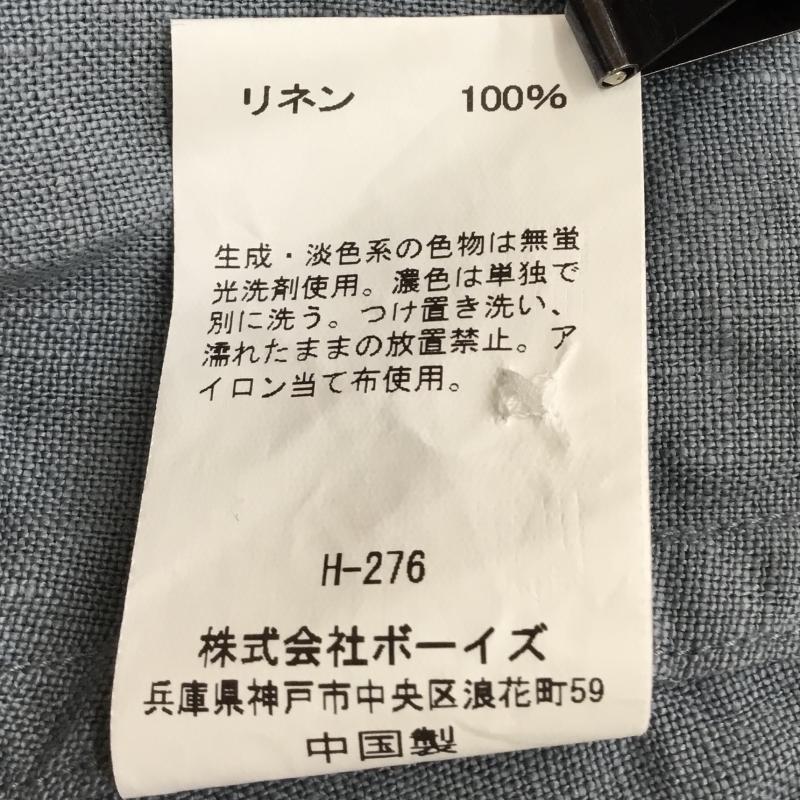 リネン 100%
生成・淡色系の色物は無蛍
光洗剤使用。濃色は単独で
別に洗う。つけ置き洗い、
濡れたままの放置禁止。ア
イロン当て布使用。
H-276
株式会社ボーイズ
兵庫県神戸市中央区浪花町59
中国製